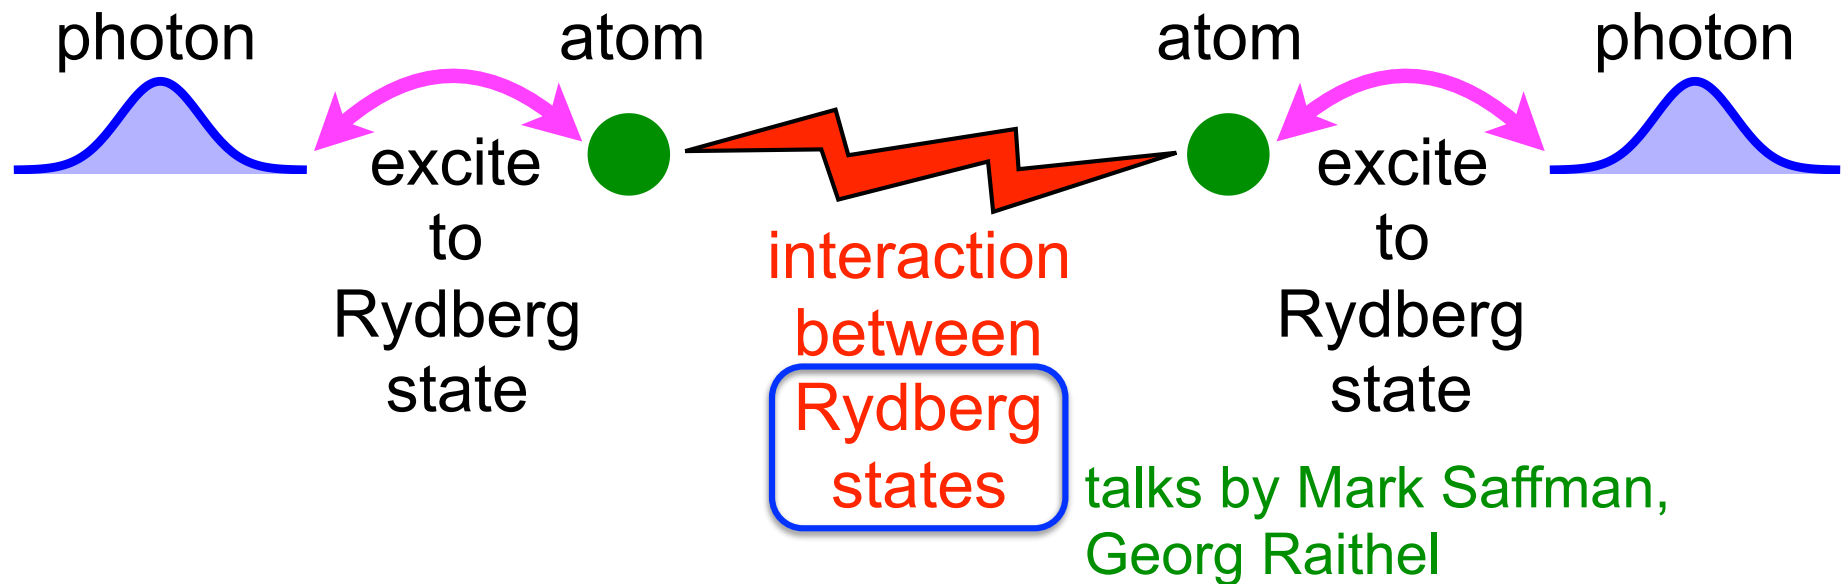 photon
atom
atom
photon
excite
to
Rydberg
state
interaction
between
Rydberg
states
excite
to
Rydberg
state
talks by Mark Saffman,
Georg Raithel